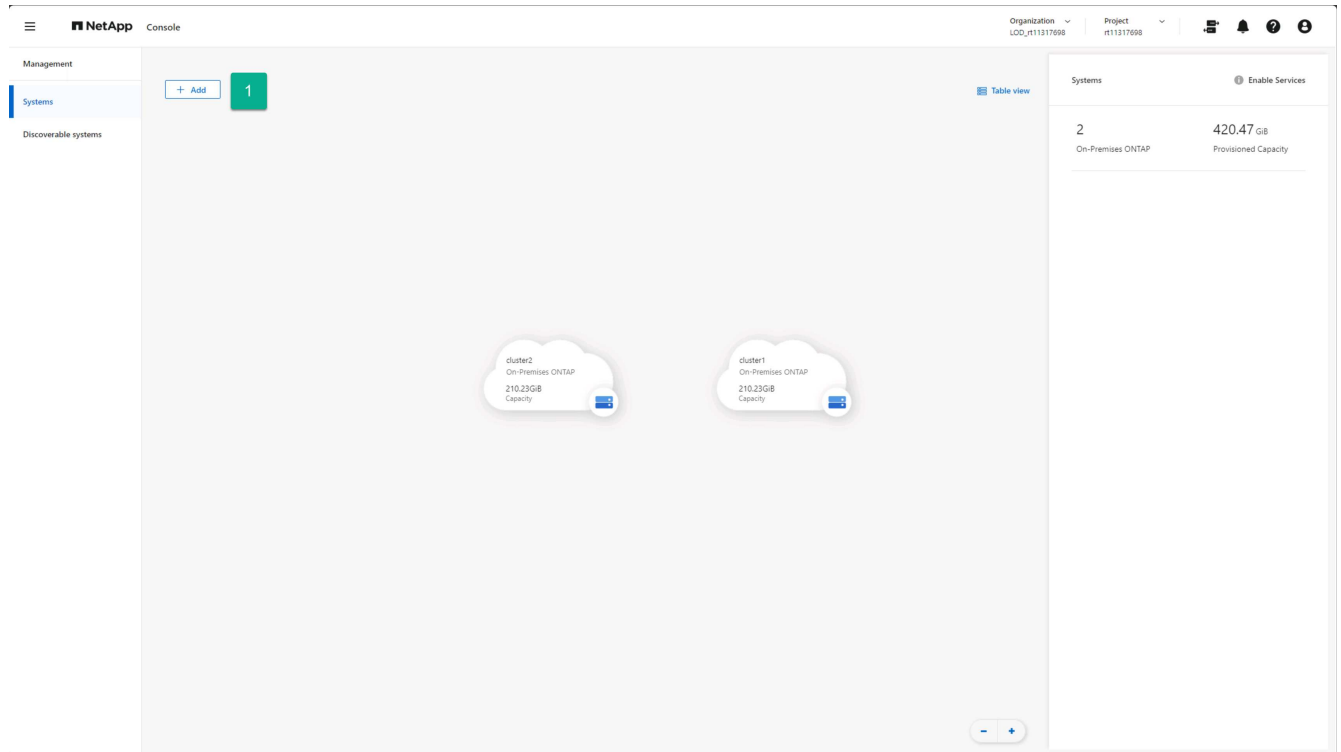 NetApp Console
Organization
LOD_rt11317698
Project
rt11317698
Management
Systems
Discoverable systems
+ Add
1
Table view
Systems
Enable Services
2
On-Premises ONTAP
420.47 GiB
Provisioned Capacity
cluster2
On-Premises ONTAP
210.23GiB
Capacity
cluster1
On-Premises ONTAP
210.23GiB
Capacity
- +